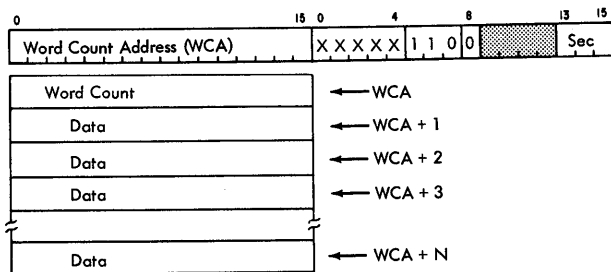 0 15 0 4 8 13 15
Word Count Address (WCA) X X X X X 1 1 0 0 0 Sec
Word Count WCA
Data WCA + 1
Data WCA + 2
Data WCA + 3
Data WCA + N